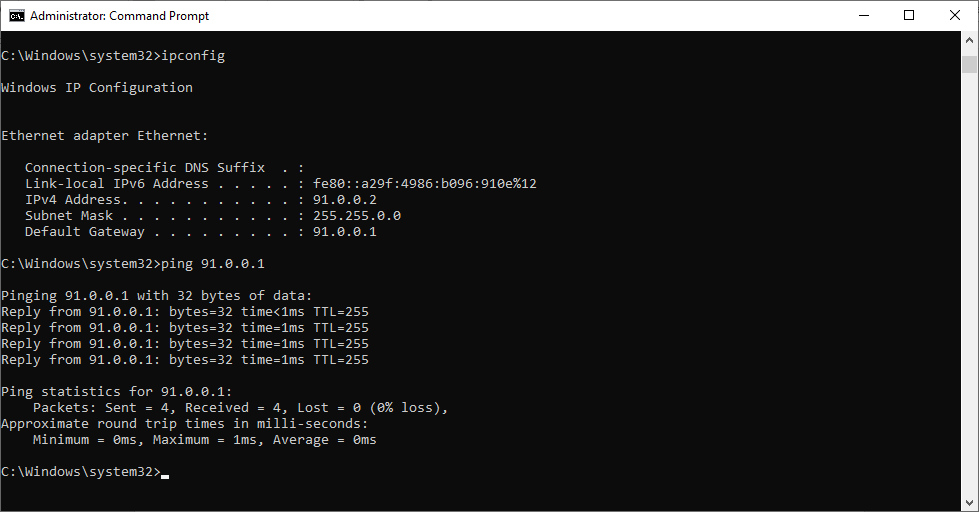 Administrator: Command Prompt
C:\Windows\system32>ipconfig
Windows IP Configuration
Ethernet adapter Ethernet:
   Connection-specific DNS Suffix  . :
   Link-local IPv6 Address . . . . . : fe80::a29f:4986:b096:910e%12
   IPv4 Address. . . . . . . . . . . : 91.0.0.2
   Subnet Mask . . . . . . . . . . . : 255.255.0.0
   Default Gateway . . . . . . . . . : 91.0.0.1
C:\Windows\system32>ping 91.0.0.1
Pinging 91.0.0.1 with 32 bytes of data:
Reply from 91.0.0.1: bytes=32 time<1ms TTL=255
Reply from 91.0.0.1: bytes=32 time=1ms TTL=255
Reply from 91.0.0.1: bytes=32 time=1ms TTL=255
Reply from 91.0.0.1: bytes=32 time=1ms TTL=255
Ping statistics for 91.0.0.1:
    Packets: Sent = 4, Received = 4, Lost = 0 (0% loss),
Approximate round trip times in milli-seconds:
    Minimum = 0ms, Maximum = 1ms, Average = 0ms
C:\Windows\system32>